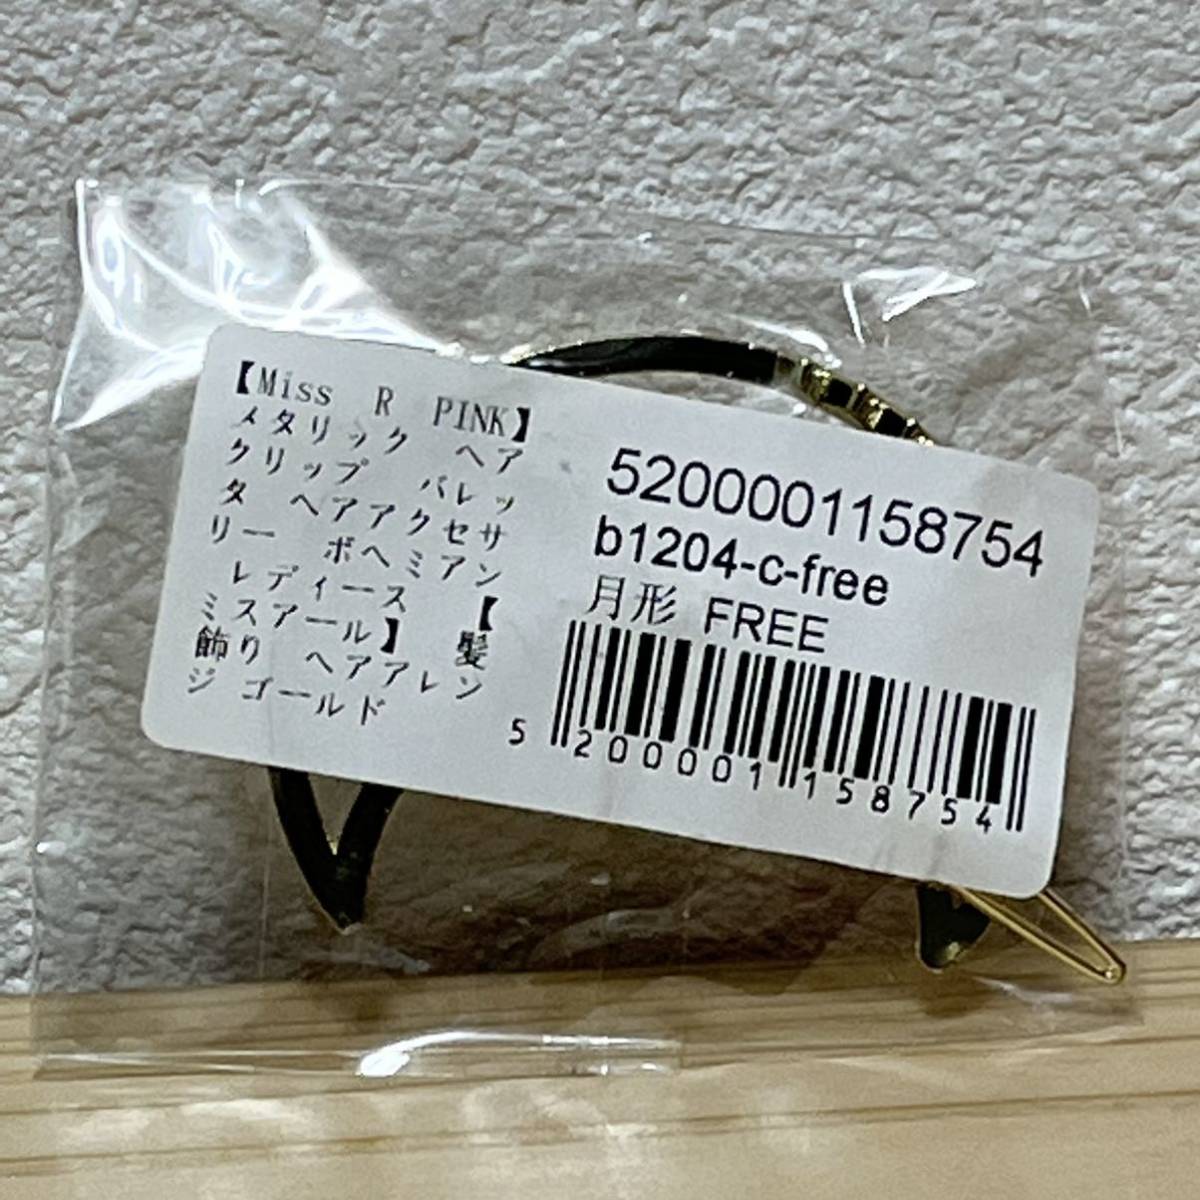 【Miss R PINK】
メタリック ヘア
クリップ バレッ
タ ヘアアクセサ
リー ボヘミアン
レディース 【
ミスアール】 髪
飾り ヘアアレン
ジ ゴールド
5200001158754
b1204-c-free
月形 FREE
5 200001 158754